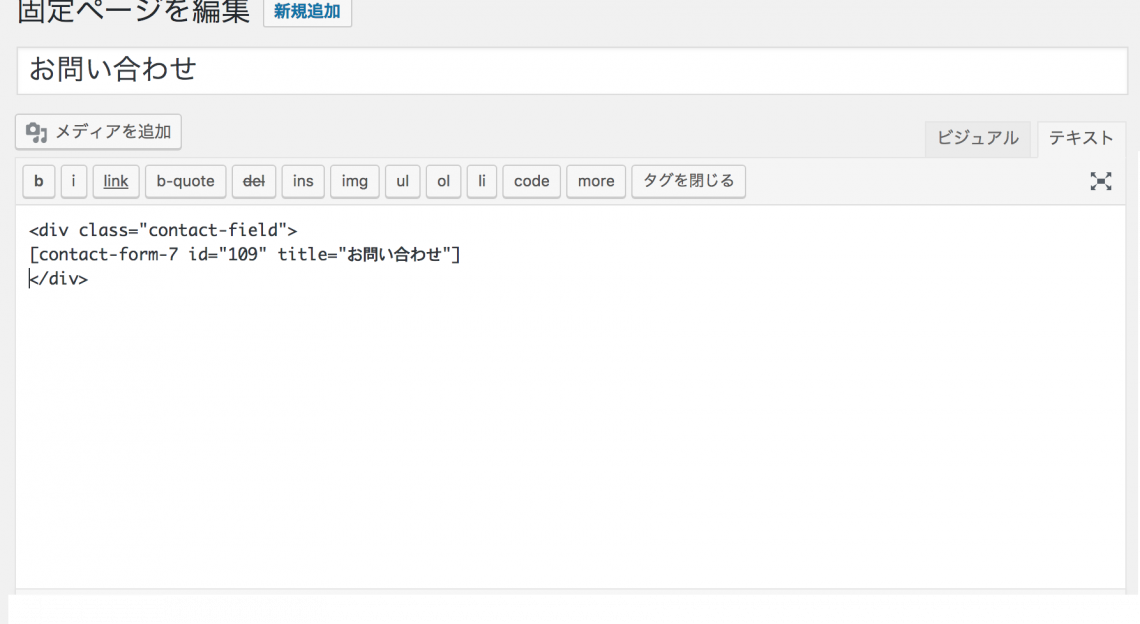 固定ページを編集 新規追加
お問い合わせ
メディアを追加
ビジュアル テキスト
b i link b-quote del ins img ul ol li code more タグを閉じる
<div class="contact-field">
[contact-form-7 id="109" title="お問い合わせ"]
</div>